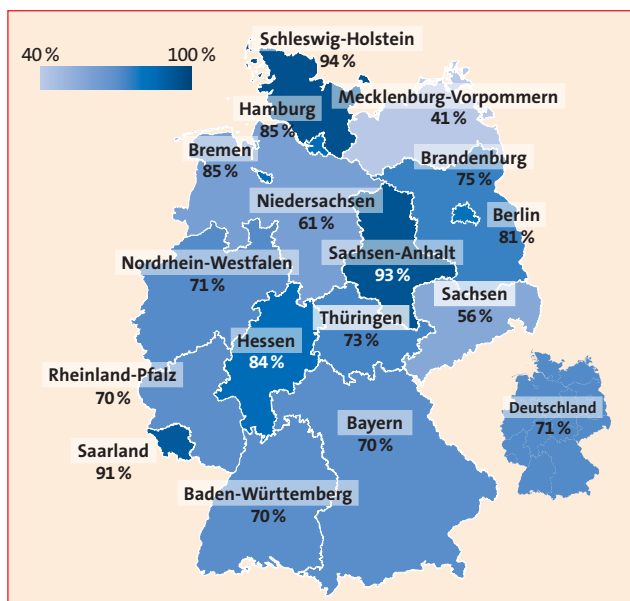 40 % 100 %
Schleswig-Holstein
94 %
Hamburg
85 %
Mecklenburg-Vorpommern
41 %
Bremen
85 %
Brandenburg
75 %
Niedersachsen
61 %
Berlin
81 %
Sachsen-Anhalt
93 %
Nordrhein-Westfalen
71 %
Sachsen
56 %
Thüringen
73 %
Hessen
84 %
Rheinland-Pfalz
70 %
Deutschland
71 %
Bayern
70 %
Saarland
91 %
Baden-Württemberg
70 %